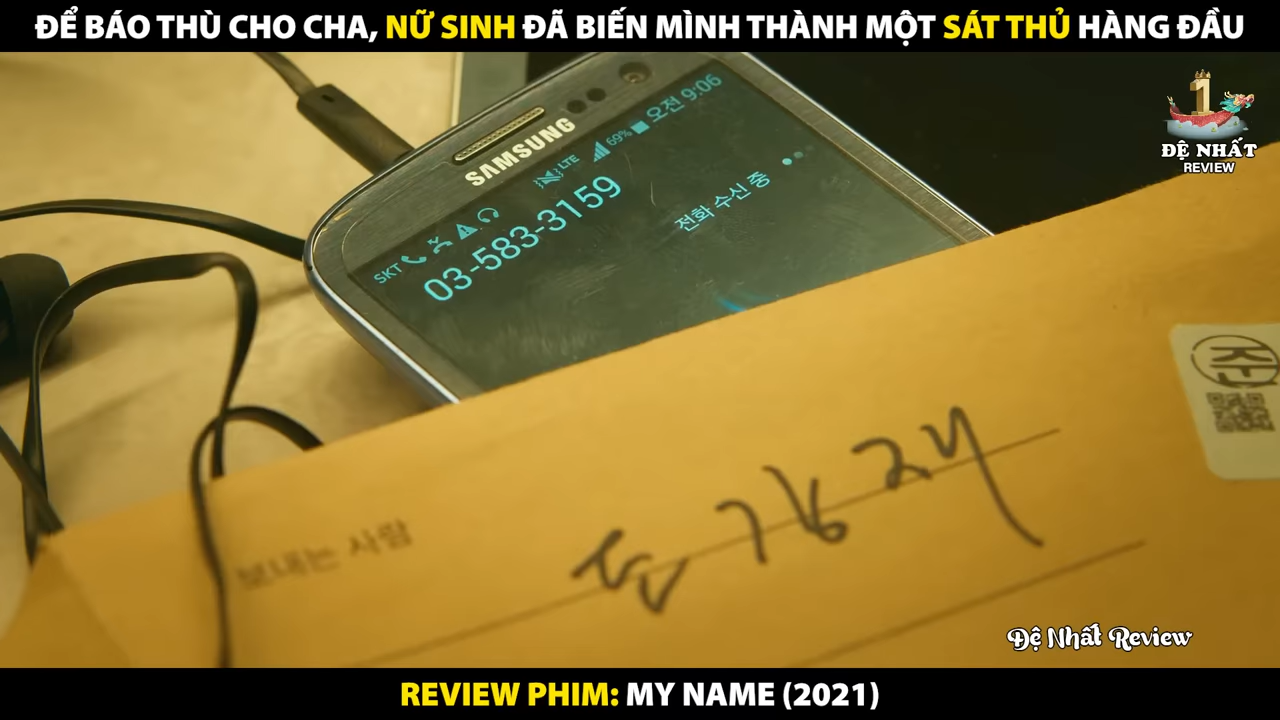 ĐỂ BÁO THÙ CHO CHA, NỮ SINH ĐÃ BIẾN MÌNH THÀNH MỘT SÁT THỦ HÀNG ĐẦU
1
ĐỆ NHẤT
REVIEW
SAMSUNG
SKT LTE 69% 오전 9:06
03-583-3159
전화 수신 중
보내는 사람
Đệ Nhất Review
REVIEW PHIM: MY NAME (2021)